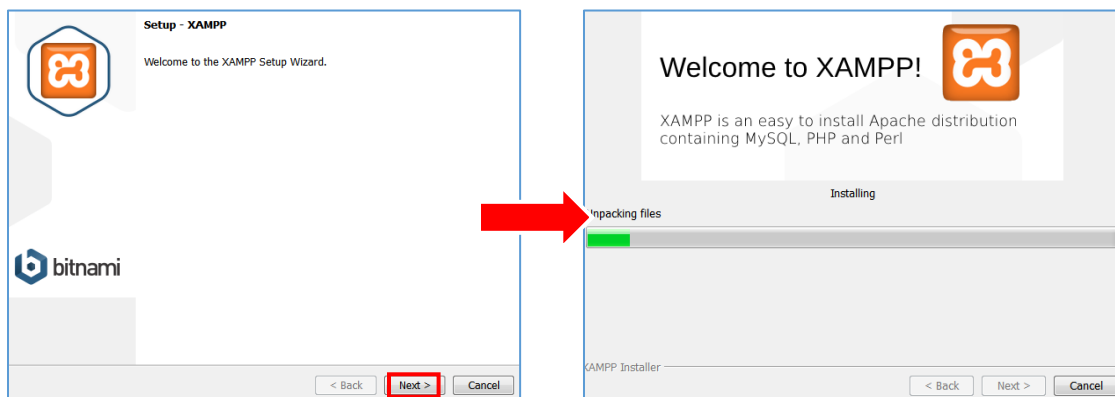 Setup - XAMPP
Welcome to the XAMPP Setup Wizard.
bitnami
< Back
Next >
Cancel
Welcome to XAMPP!
XAMPP is an easy to install Apache distribution
containing MySQL, PHP and Perl
Installing
Unpacking files
XAMPP Installer
< Back
Next >
Cancel